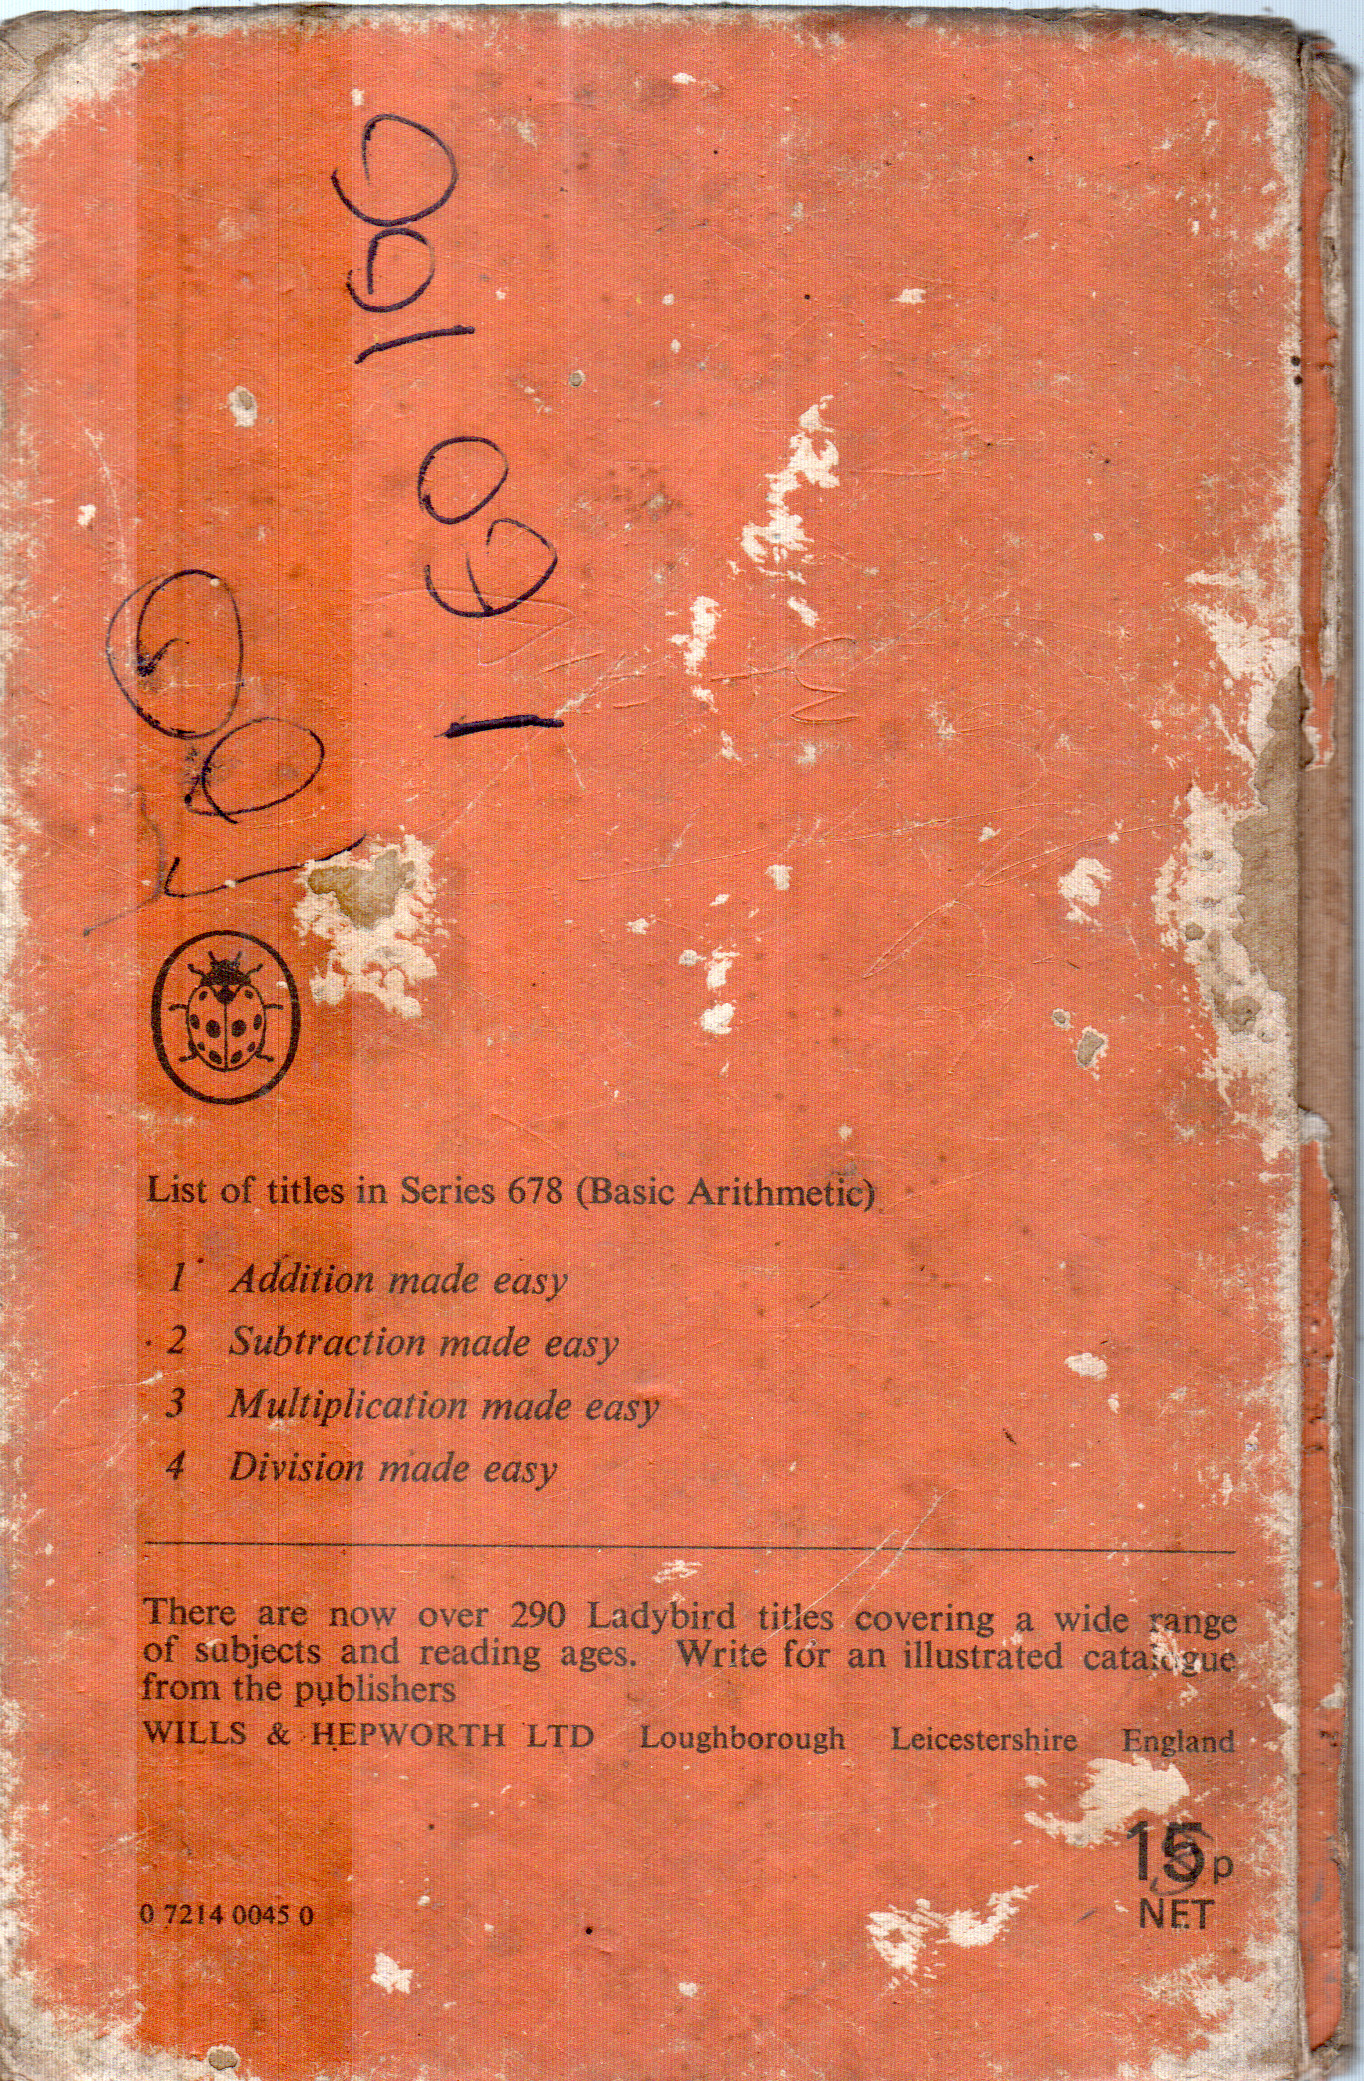 100
List of titles in Series 678 (Basic Arithmetic)
1 Addition made easy
2 Subtraction made easy
3 Multiplication made easy
4 Division made easy
There are now over 290 Ladybird titles covering a wide range
of subjects and reading ages. Write for an illustrated catalogue
from the publishers
WILLS & HEPWORTH LTD Loughborough Leicestershire England
15p
NET
0 7214 0045 0